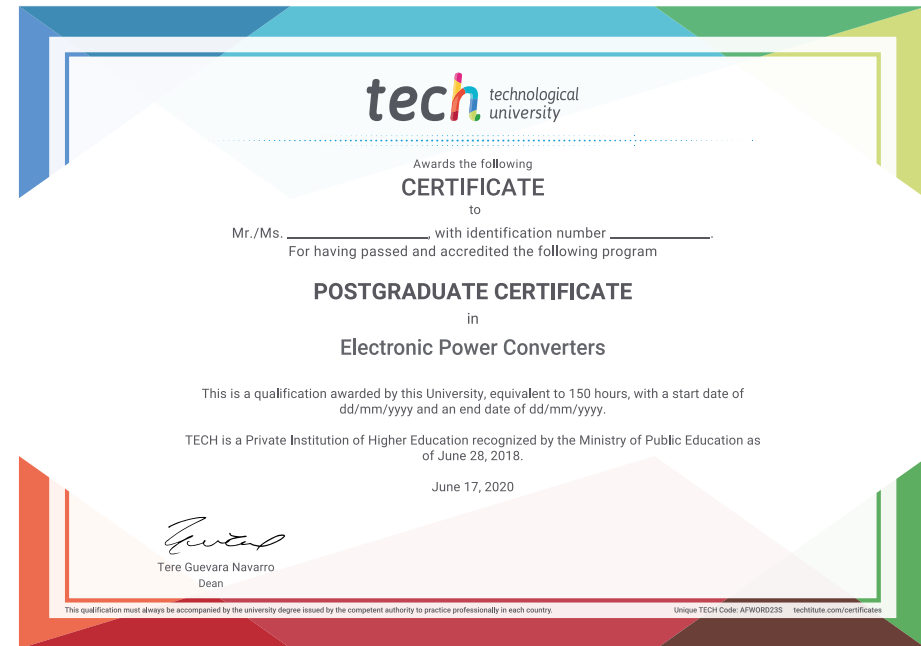 tech technological
university
Awards the following
CERTIFICATE
to
Mr./Ms. ____________________, with identification number ______________.
For having passed and accredited the following program
POSTGRADUATE CERTIFICATE
in
Electronic Power Converters
This is a qualification awarded by this University, equivalent to 150 hours, with a start date of
dd/mm/yyyy and an end date of dd/mm/yyyy.
TECH is a Private Institution of Higher Education recognized by the Ministry of Public Education as
of June 28, 2018.
June 17, 2020
Tere Guevara Navarro
Dean
This qualification must always be accompanied by the university degree issued by the competent authority to practice professionally in each country. Unique TECH Code: AFWORD23S techtitute.com/certificates